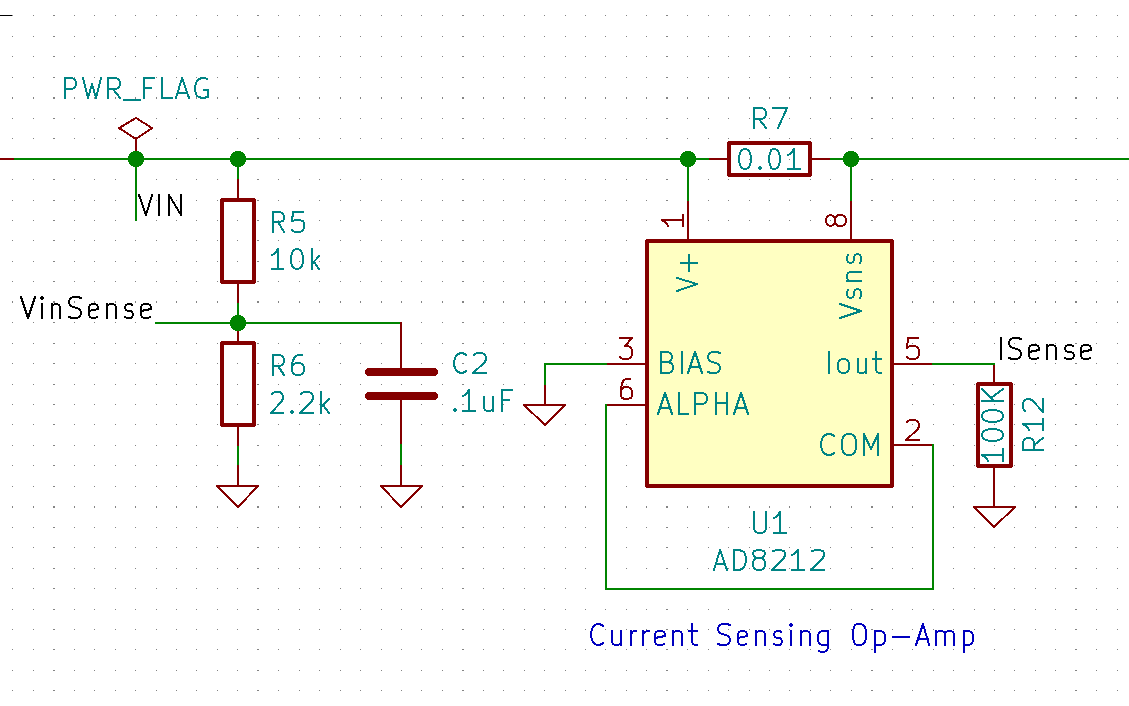 PWR_FLAG
VIN
R5
10k
VinSense
R6
2.2k
C2
.1uF
R7
0.01
1
8
V+
Vsns
3
BIAS
6
ALPHA
Iout
5
ISense
COM
2
100K
R12
U1
AD8212
Current Sensing Op-Amp